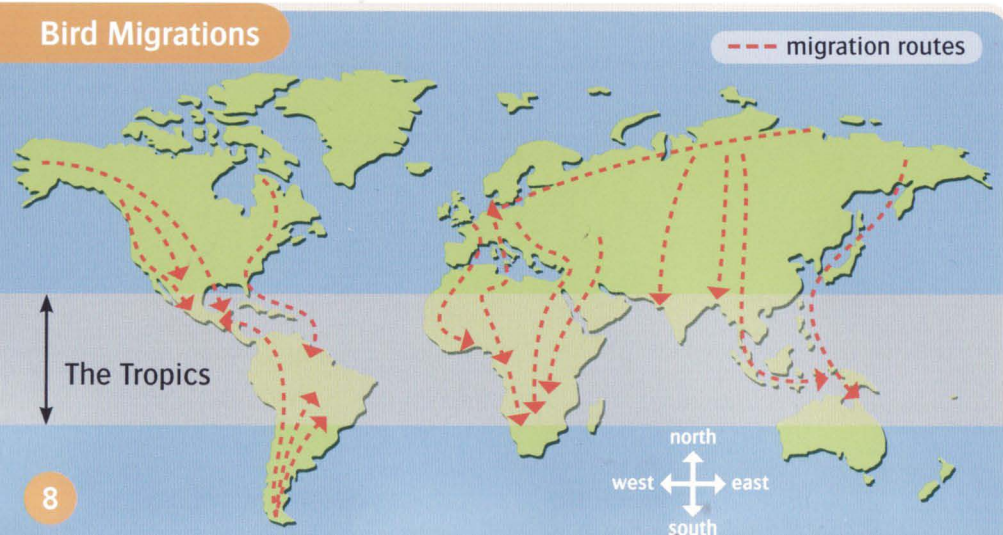 Bird Migrations
migration routes
The Tropics
north
west east
south
8